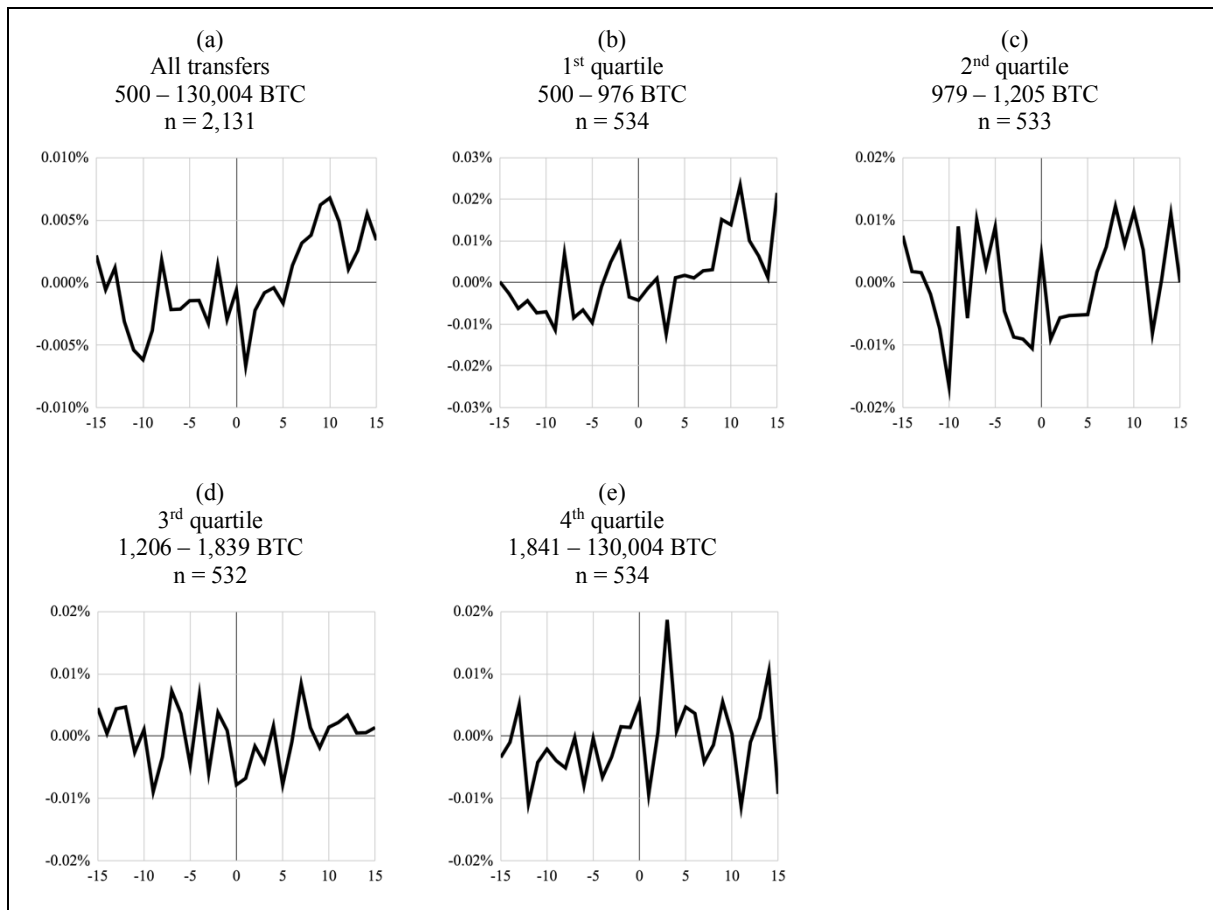 (a)
All transfers
500 – 130,004 BTC
n = 2,131
0.010%
0.005%
0.000%
-0.005%
-0.010%
-15 -10 -5 0 5 10 15
(b)
1st quartile
500 – 976 BTC
n = 534
0.03%
0.02%
0.01%
0.00%
-0.01%
-0.02%
-0.03%
-15 -10 -5 0 5 10 15
(c)
2nd quartile
979 – 1,205 BTC
n = 533
0.02%
0.01%
0.00%
-0.01%
-0.02%
-15 -10 -5 0 5 10 15
(d)
3rd quartile
1,206 – 1,839 BTC
n = 532
0.02%
0.01%
0.00%
-0.01%
-0.02%
-15 -10 -5 0 5 10 15
(e)
4th quartile
1,841 – 130,004 BTC
n = 534
0.02%
0.01%
0.00%
-0.01%
-0.02%
-15 -10 -5 0 5 10 15